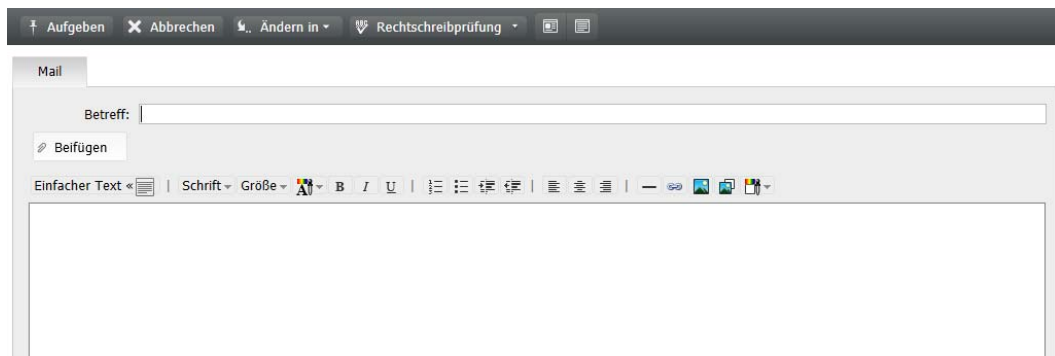 Aufgeben Abbrechen Ändern in Rechtschreibprüfung
Mail
Betreff:
Beifügen
Einfacher Text « | Schrift Größe A B I U | | | —